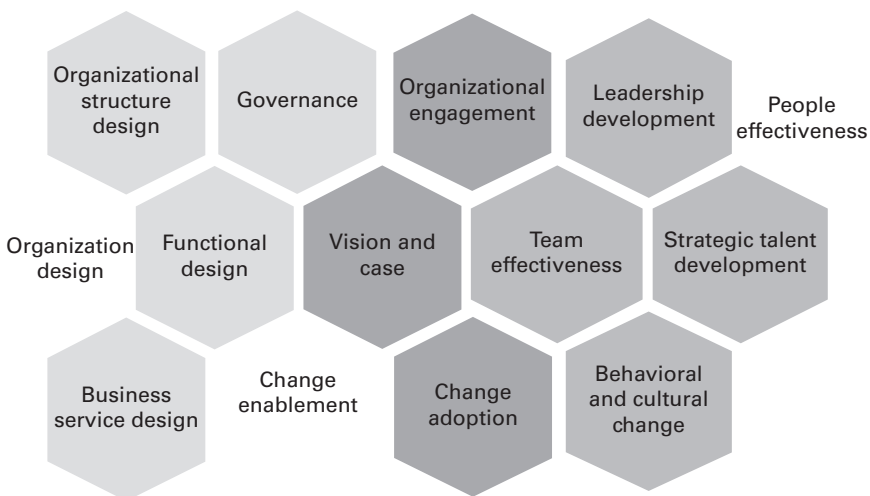 Organizational
structure
design
Governance
Organizational
engagement
Leadership
development
People
effectiveness
Organization
design
Functional
design
Vision and
case
Team
effectiveness
Strategic talent
development
Business
service design
Change
enablement
Change
adoption
Behavioral
and cultural
change